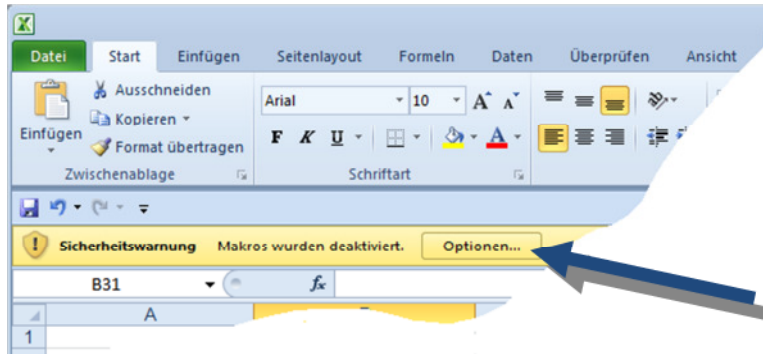 Datei Start Einfügen Seitenlayout Formeln Daten Überprüfen Ansicht
Ausschneiden
Kopieren
Format übertragen
Einfügen
Arial 10 A A
F K U A
Zwischenablage Schriftart
Sicherheitswarnung Makros wurden deaktiviert. Optionen...
B31 fx
A
1